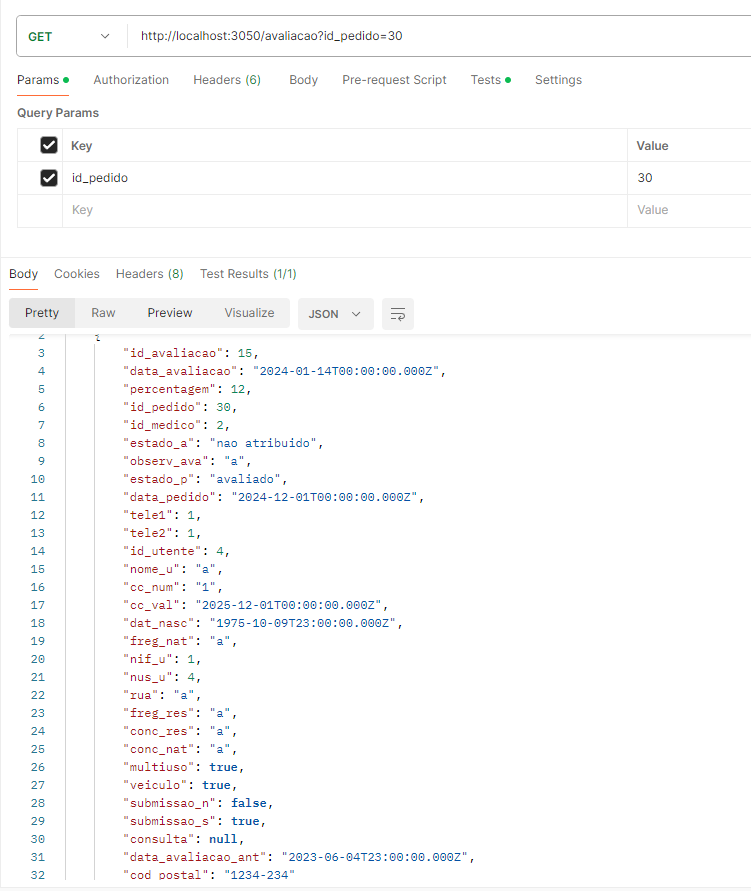 GET http://localhost:3050/avaliacao?id_pedido=30
Params Authorization Headers (6) Body Pre-request Script Tests Settings
Query Params
Key Value
id_pedido 30
Key Value
Body Cookies Headers (8) Test Results (1/1)
Pretty Raw Preview Visualize JSON
2 {
3 "id_avaliacao": 15,
4 "data_avaliacao": "2024-01-14T00:00:00.000Z",
5 "percentagem": 12,
6 "id_pedido": 30,
7 "id_medico": 2,
8 "estado_a": "nao atribuido",
9 "observ_ava": "a",
10 "estado_p": "avaliado",
11 "data_pedido": "2024-12-01T00:00:00.000Z",
12 "tele1": 1,
13 "tele2": 1,
14 "id_utente": 4,
15 "nome_u": "a",
16 "cc_num": "1",
17 "cc_val": "2025-12-01T00:00:00.000Z",
18 "dat_nasc": "1975-10-09T23:00:00.000Z",
19 "freg_nat": "a",
20 "nif_u": 1,
21 "nus_u": 4,
22 "rua": "a",
23 "freg_res": "a",
24 "conc_res": "a",
25 "conc_nat": "a",
26 "multiuso": true,
27 "veiculo": true,
28 "submissao_n": false,
29 "submissao_s": true,
30 "consulta": null,
31 "data_avaliacao_ant": "2023-06-04T23:00:00.000Z",
32 "cod_postal": "1234-234"